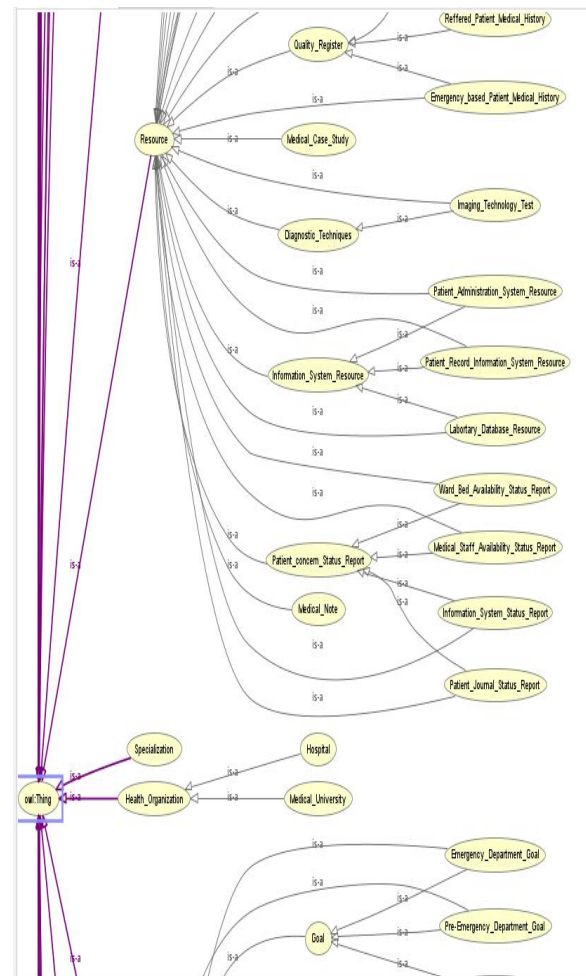 Reffered_Patient_Medical_History
is-a
Quality_Register
is-a
is-a
Emergency_based_Patient_Medical_History
is-a
Resource
is-a
Medical_Case_Study
is-a
Imaging_Technology_Test
is-a
is-a
Diagnostic_Techniques
is-a
is-a
Patient_Administration_System_Resource
is-a
is-a
is-a
Patient_Record_Information_System_Resource
is-a
Information_System_Resource
is-a
is-a
Labortary_Database_Resource
is-a
Ward_Bed_Availability_Status_Report
is-a
is-a
Medical_Staff_Availability_Status_Report
is-a
is-a
Patient_concern_Status_Report
is-a
is-a
is-a
is-a
Medical_Note
Information_System_Status_Report
is-a
Patient_Journal_Status_Report
is-a
Specialization
Hospital
is-a
is-a
owl:Thing
is-a
Health_Organization
is-a
Medical_University
is-a
Emergency_Department_Goal
is-a
is-a
Pre-Emergency_Department_Goal
Goal
is-a
is-a
is-a